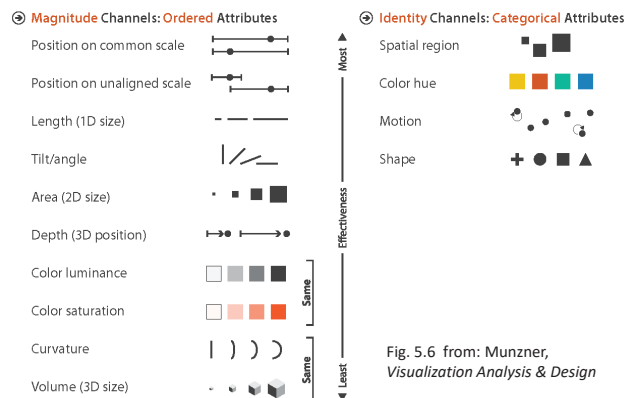 Magnitude Channels: Ordered Attributes
Position on common scale
Position on unaligned scale
Length (1D size)
Tilt/angle
Area (2D size)
Depth (3D position)
Color luminance
Color saturation
Curvature
Volume (3D size)
Same
Same
Most
Effectiveness
Least
Identity Channels: Categorical Attributes
Spatial region
Color hue
Motion
Shape
Fig. 5.6 from: Munzner,
Visualization Analysis & Design